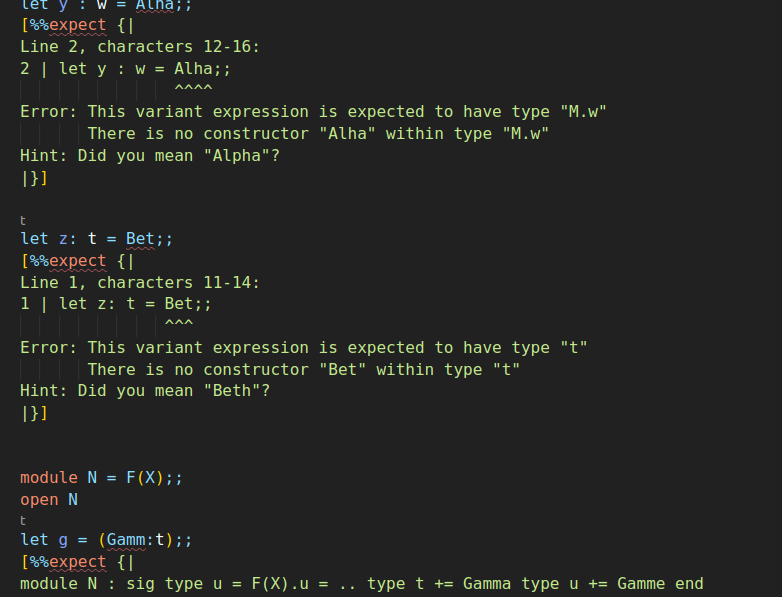 let y : w = Alha;;
[%%expect {|
Line 2, characters 12-16:
2 | let y : w = Alha;;
                ^^^^
Error: This variant expression is expected to have type "M.w"
       There is no constructor "Alha" within type "M.w"
Hint: Did you mean "Alpha"?
|}]
t
let z: t = Bet;;
[%%expect {|
Line 1, characters 11-14:
1 | let z: t = Bet;;
               ^^^
Error: This variant expression is expected to have type "t"
       There is no constructor "Bet" within type "t"
Hint: Did you mean "Beth"?
|}]
module N = F(X);;
open N
t
let g = (Gamm:t);;
[%%expect {|
module N : sig type u = F(X).u = .. type t += Gamma type u += Gamme end